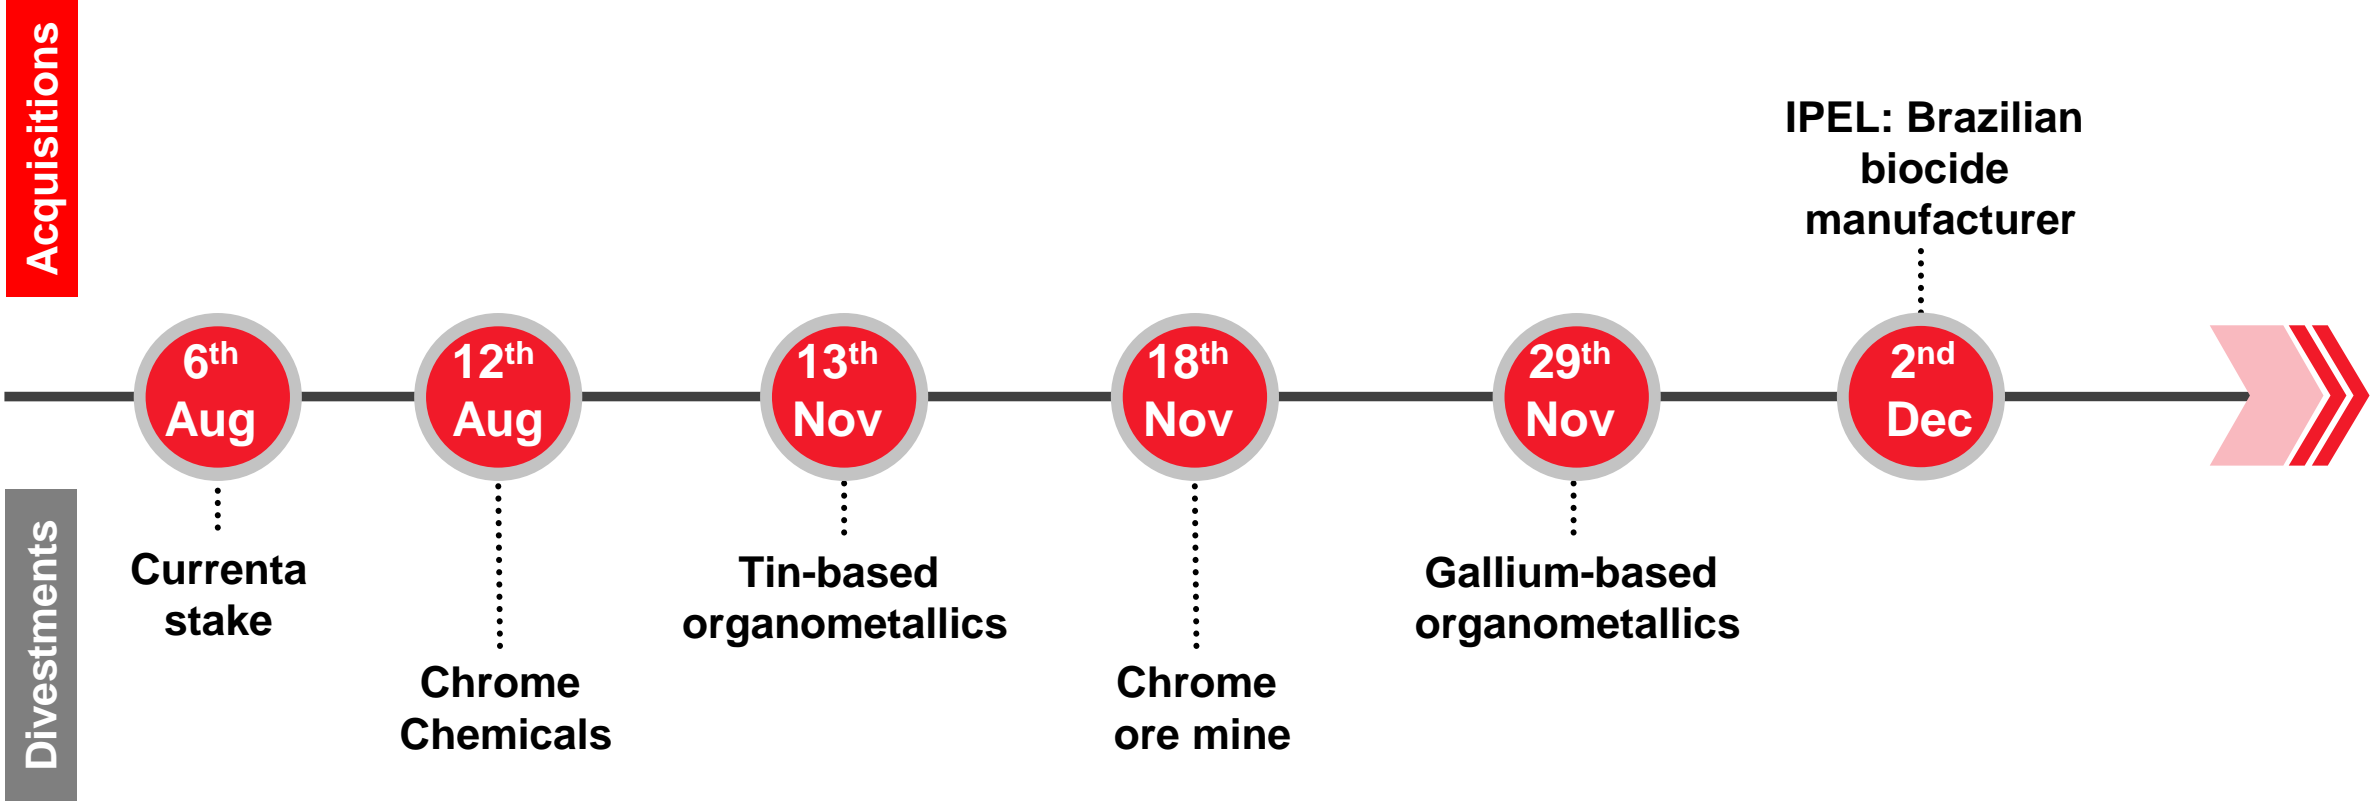 Acquisitions
IPEL: Brazilian
biocide
manufacturer
6th
Aug
12th
Aug
13th
Nov
18th
Nov
29th
Nov
2nd
Dec
Divestments
Currenta
stake
Chrome
Chemicals
Tin-based
organometallics
Chrome
ore mine
Gallium-based
organometallics